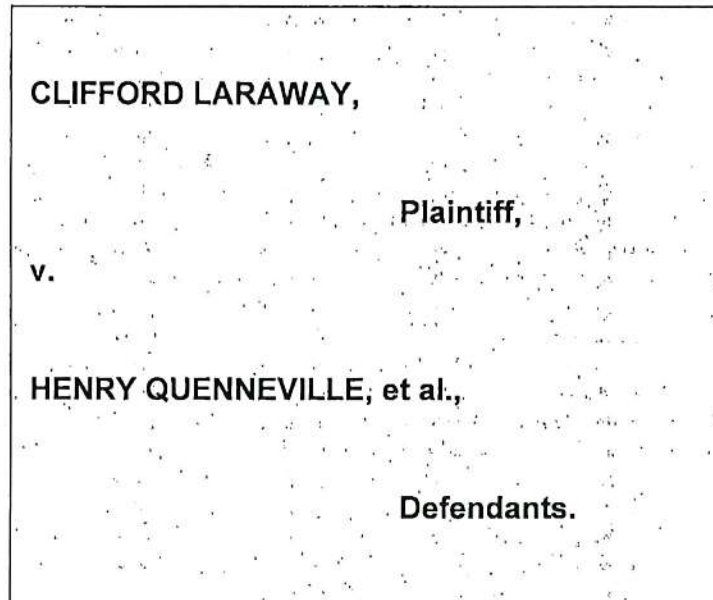 CLIFFORD LARAWAY,
Plaintiff,
v.
HENRY QUENNEVILLE, et al.,
Defendants.